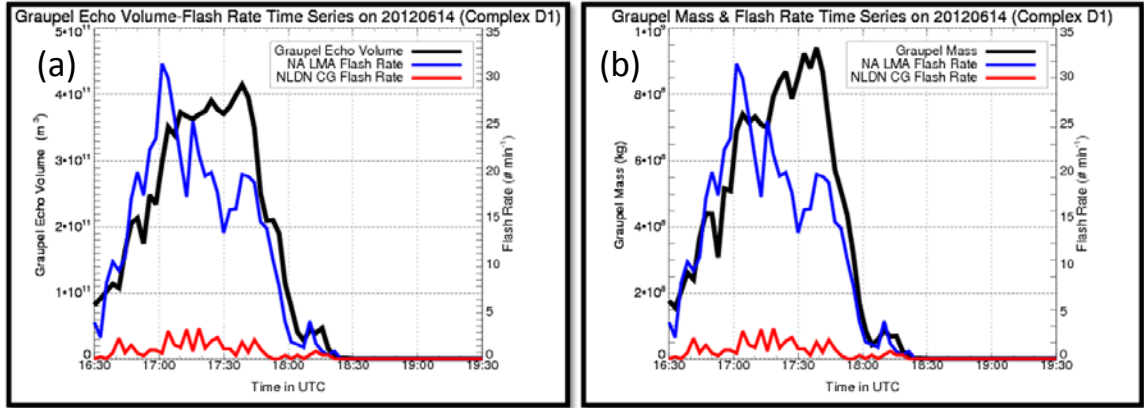 Graupel Echo Volume-Flash Rate Time Series on 20120614 (Complex D1)
(a)
Graupel Echo Volume
NA LMA Flash Rate
NLDN CG Flash Rate
5•10¹¹
4•10¹¹
3•10¹¹
2•10¹¹
1•10¹¹
0
Graupel Echo Volume (m³)
35
30
25
20
15
10
5
0
Flash Rate (# min⁻¹)
16:30 17:00 17:30 18:00 18:30 19:00 19:30
Time in UTC
Graupel Mass & Flash Rate Time Series on 20120614 (Complex D1)
(b)
Graupel Mass
NA LMA Flash Rate
NLDN CG Flash Rate
1•10⁹
8•10⁸
6•10⁸
4•10⁸
2•10⁸
0
Graupel Mass (kg)
35
30
25
20
15
10
5
0
Flash Rate (# min⁻¹)
16:30 17:00 17:30 18:00 18:30 19:00 19:30
Time in UTC